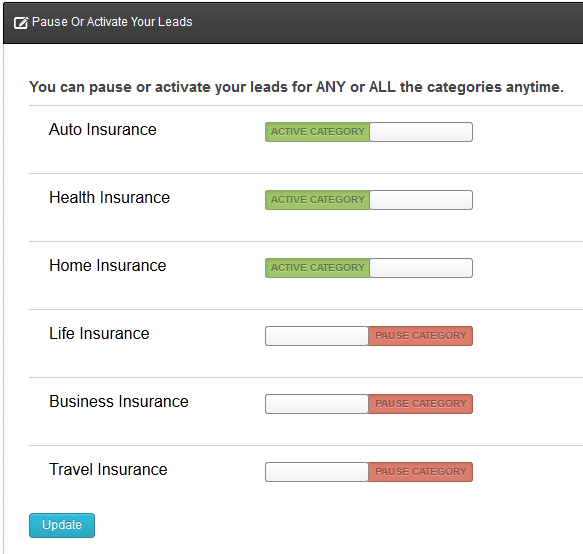 Pause Or Activate Your Leads
You can pause or activate your leads for ANY or ALL the categories anytime.
Auto Insurance ACTIVE CATEGORY
Health Insurance ACTIVE CATEGORY
Home Insurance ACTIVE CATEGORY
Life Insurance PAUSE CATEGORY
Business Insurance PAUSE CATEGORY
Travel Insurance PAUSE CATEGORY
Update